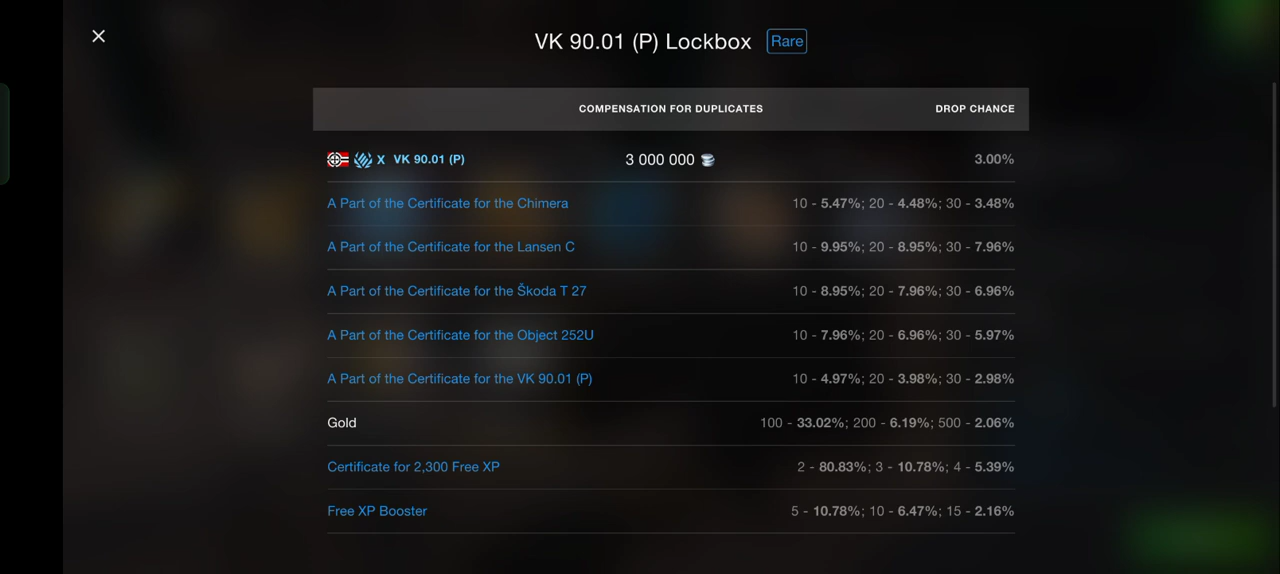 VK 90.01 (P) Lockbox Rare
COMPENSATION FOR DUPLICATES DROP CHANCE
X VK 90.01 (P) 3 000 000 3.00%
A Part of the Certificate for the Chimera 10 - 5.47%; 20 - 4.48%; 30 - 3.48%
A Part of the Certificate for the Lansen C 10 - 9.95%; 20 - 8.95%; 30 - 7.96%
A Part of the Certificate for the Škoda T 27 10 - 8.95%; 20 - 7.96%; 30 - 6.96%
A Part of the Certificate for the Object 252U 10 - 7.96%; 20 - 6.96%; 30 - 5.97%
A Part of the Certificate for the VK 90.01 (P) 10 - 4.97%; 20 - 3.98%; 30 - 2.98%
Gold 100 - 33.02%; 200 - 6.19%; 500 - 2.06%
Certificate for 2,300 Free XP 2 - 80.83%; 3 - 10.78%; 4 - 5.39%
Free XP Booster 5 - 10.78%; 10 - 6.47%; 15 - 2.16%